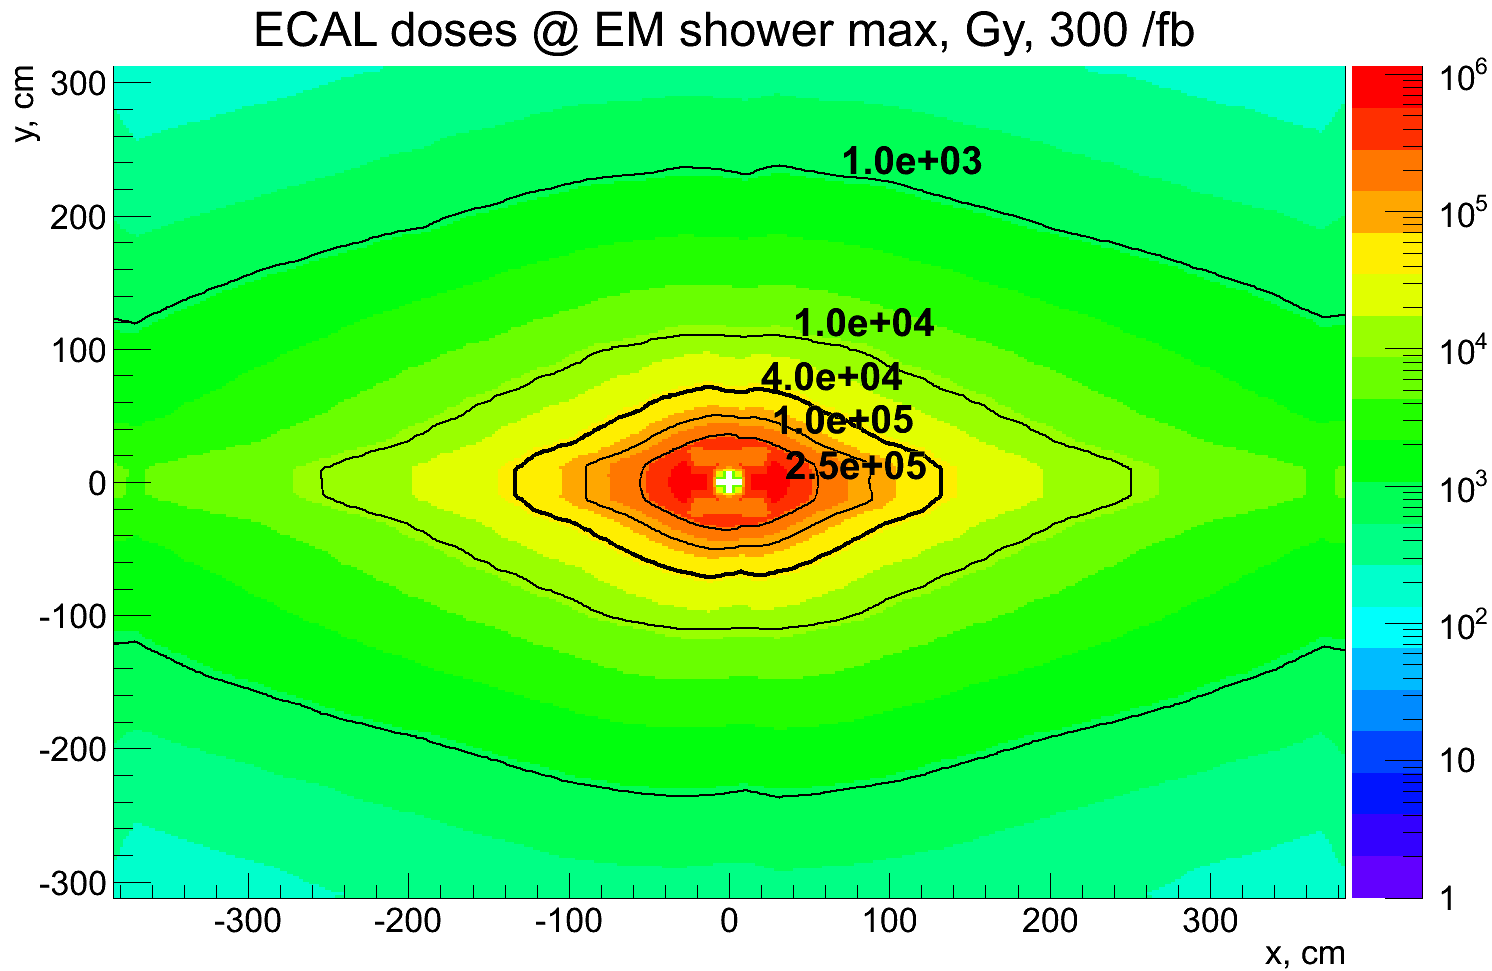 ECAL doses @ EM shower max, Gy, 300 /fb
y, cm
300
200
100
0
-100
-200
-300
1.0e+03
1.0e+04
4.0e+04
1.0e+05
2.5e+05
-300 -200 -100 0 100 200 300
x, cm
10⁶
10⁵
10⁴
10³
10²
10
1